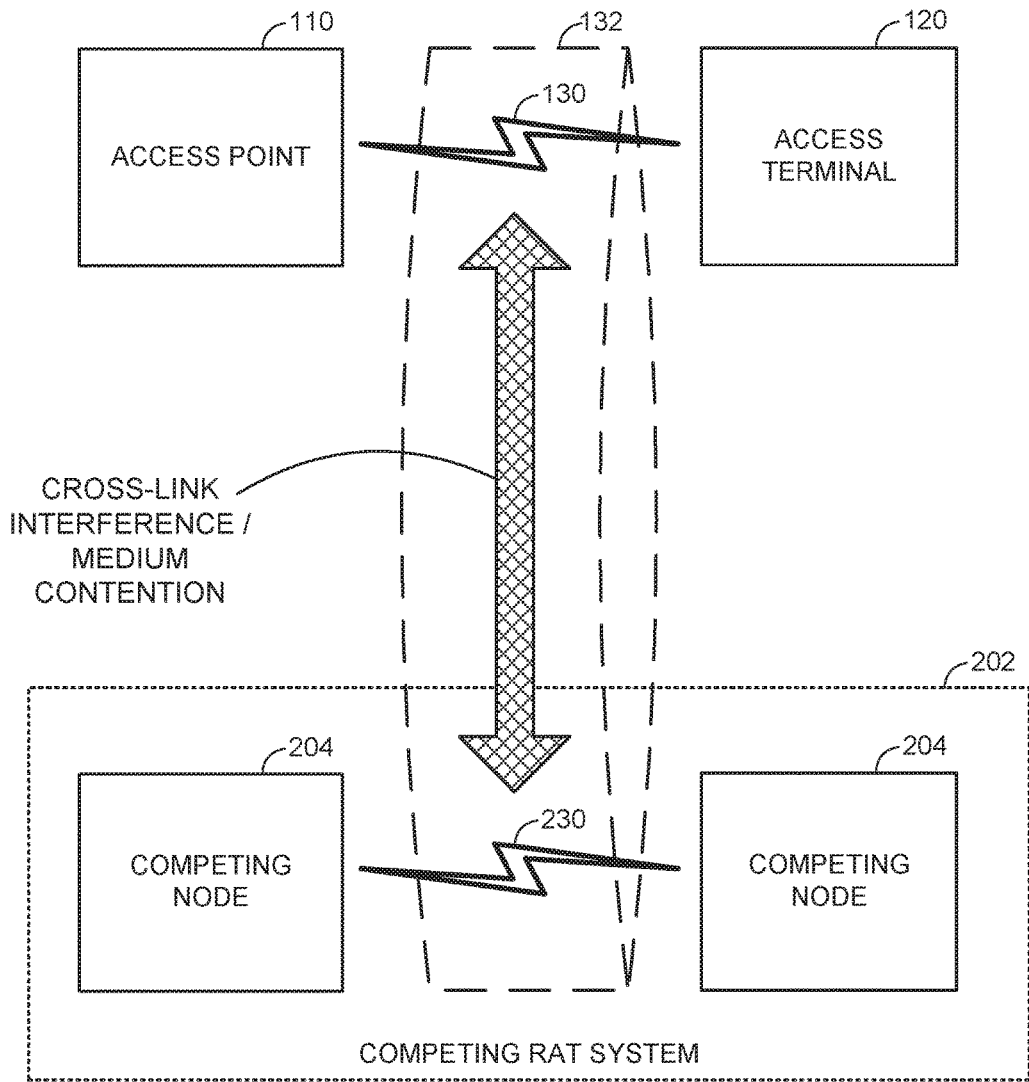 110
132
120
130
ACCESS POINT
ACCESS
TERMINAL
CROSS-LINK
INTERFERENCE /
MEDIUM
CONTENTION
202
204
204
230
COMPETING
NODE
COMPETING
NODE
COMPETING RAT SYSTEM